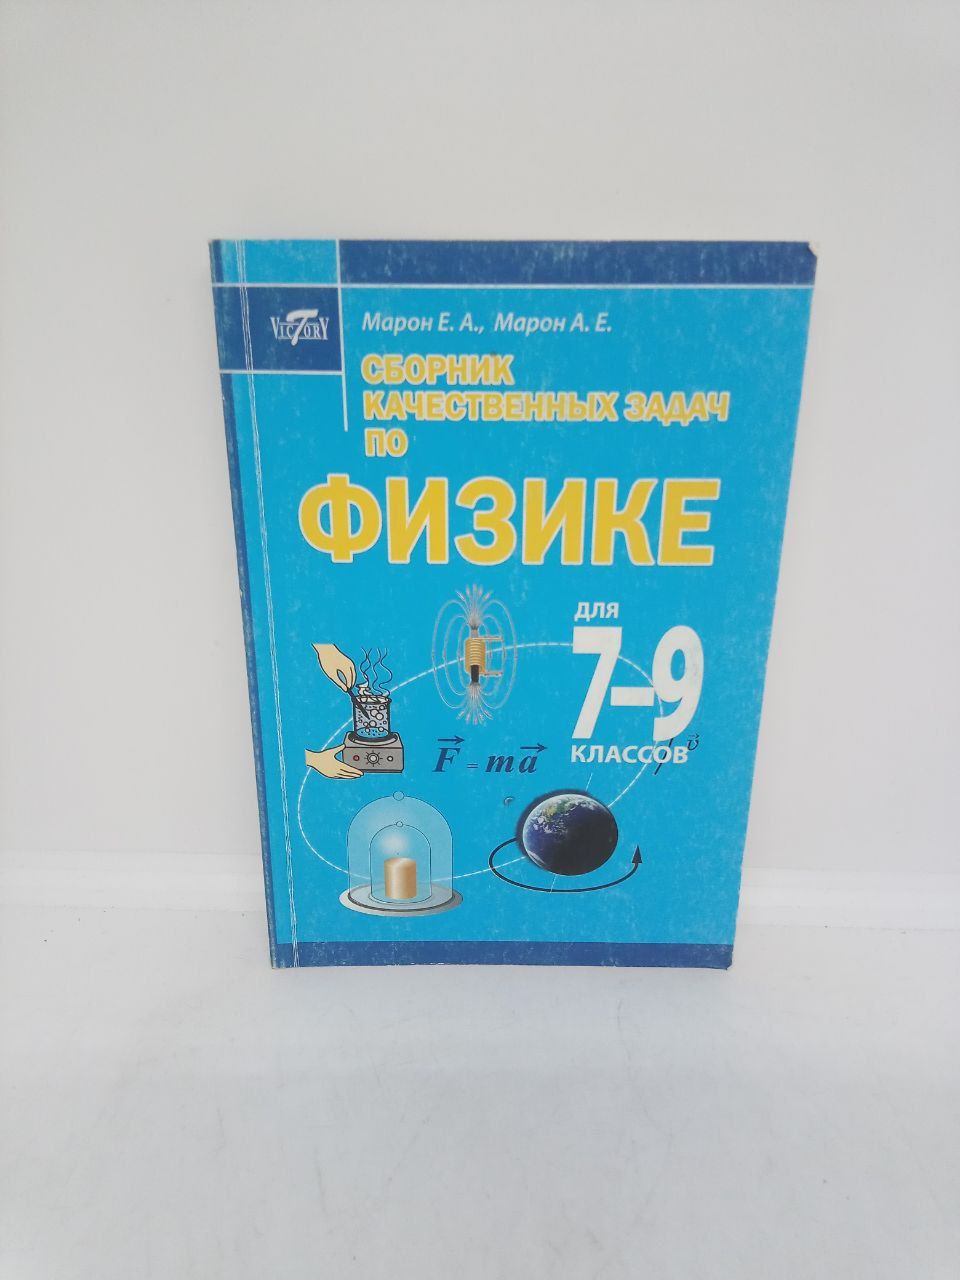 VICTORY
Марон Е. А., Марон А. Е.
СБОРНИК
КАЧЕСТВЕННЫХ ЗАДАЧ
ПО
ФИЗИКЕ
для
7–9
классов
F = ma
v